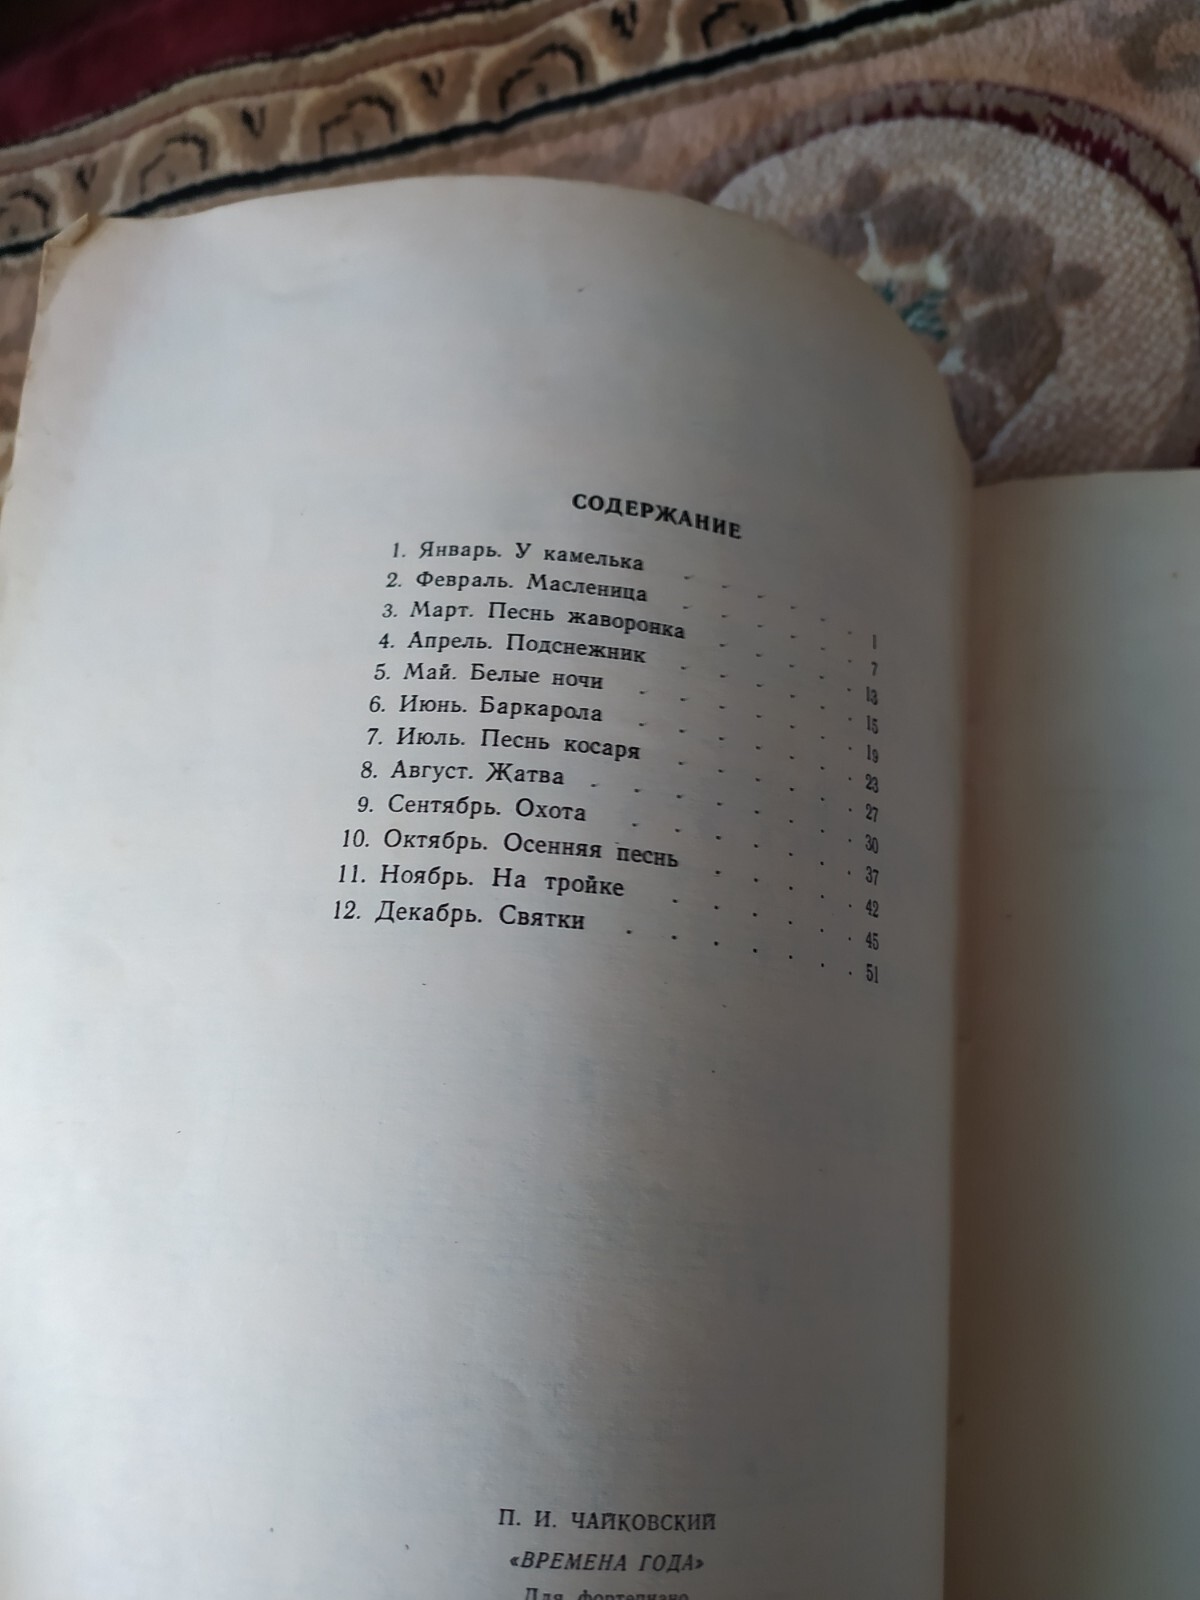 СОДЕРЖАНИЕ
1. Январь. У камелька . . . . . 1
2. Февраль. Масленица . . . . . 7
3. Март. Песнь жаворонка . . . . . 13
4. Апрель. Подснежник . . . . . 15
5. Май. Белые ночи . . . . . . 19
6. Июнь. Баркарола . . . . . . 23
7. Июль. Песнь косаря . . . . . 27
8. Август. Жатва . . . . . . . 30
9. Сентябрь. Охота . . . . . . 37
10. Октябрь. Осенняя песнь . . . . 42
11. Ноябрь. На тройке . . . . . 45
12. Декабрь. Святки . . . . . . 51
П. И. ЧАЙКОВСКИЙ
«ВРЕМЕНА ГОДА»
Для фортепиано